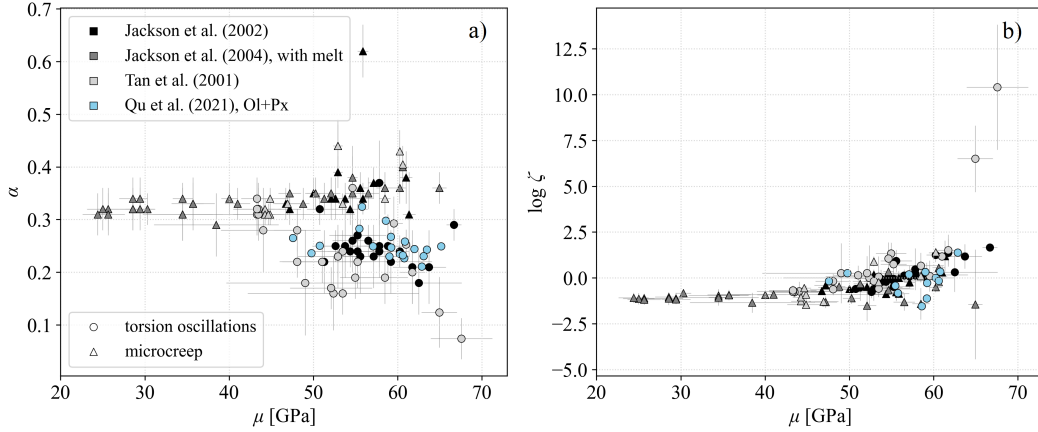 a)
Jackson et al. (2002)
Jackson et al. (2004), with melt
Tan et al. (2001)
Qu et al. (2021), Ol+Px
torsion oscillations
microcreep
0.7
0.6
0.5
0.4
0.3
0.2
0.1
α
20
30
40
50
60
70
μ [GPa]
b)
12.5
10.0
7.5
5.0
2.5
0.0
−2.5
−5.0
log ζ
20
30
40
50
60
70
μ [GPa]